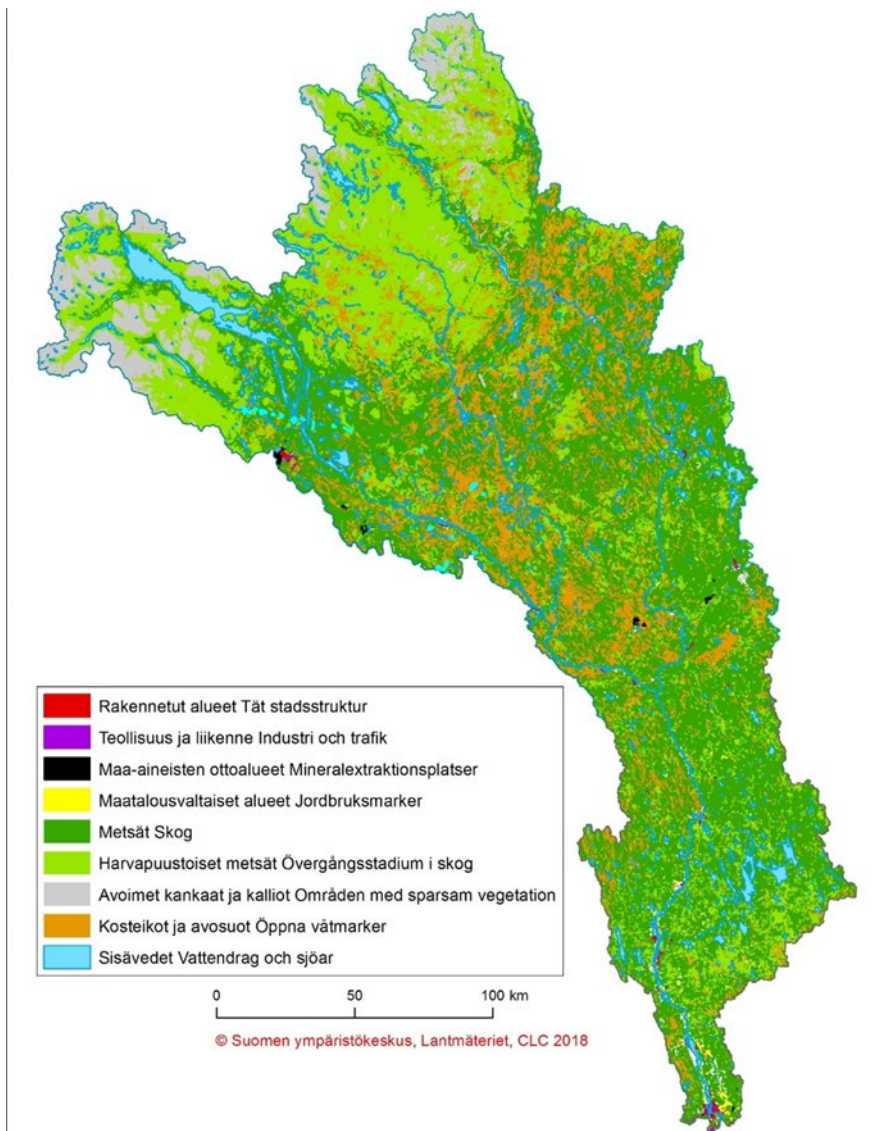 Rakennetut alueet Tät stadsstruktur
Teollisuus ja liikenne Industri och trafik
Maa-aineisten ottoalueet Mineralextraktionsplatser
Maatalousvaltaiset alueet Jordbruksmarker
Metsät Skog
Harvapuustoiset metsät Övergångsstadium i skog
Avoimet kankaat ja kalliot Områden med sparsam vegetation
Kosteikot ja avosuot Öppna våtmarker
Sisävedet Vattendrag och sjöar
0 50 100 km
© Suomen ympäristökeskus, Lantmäteriet, CLC 2018